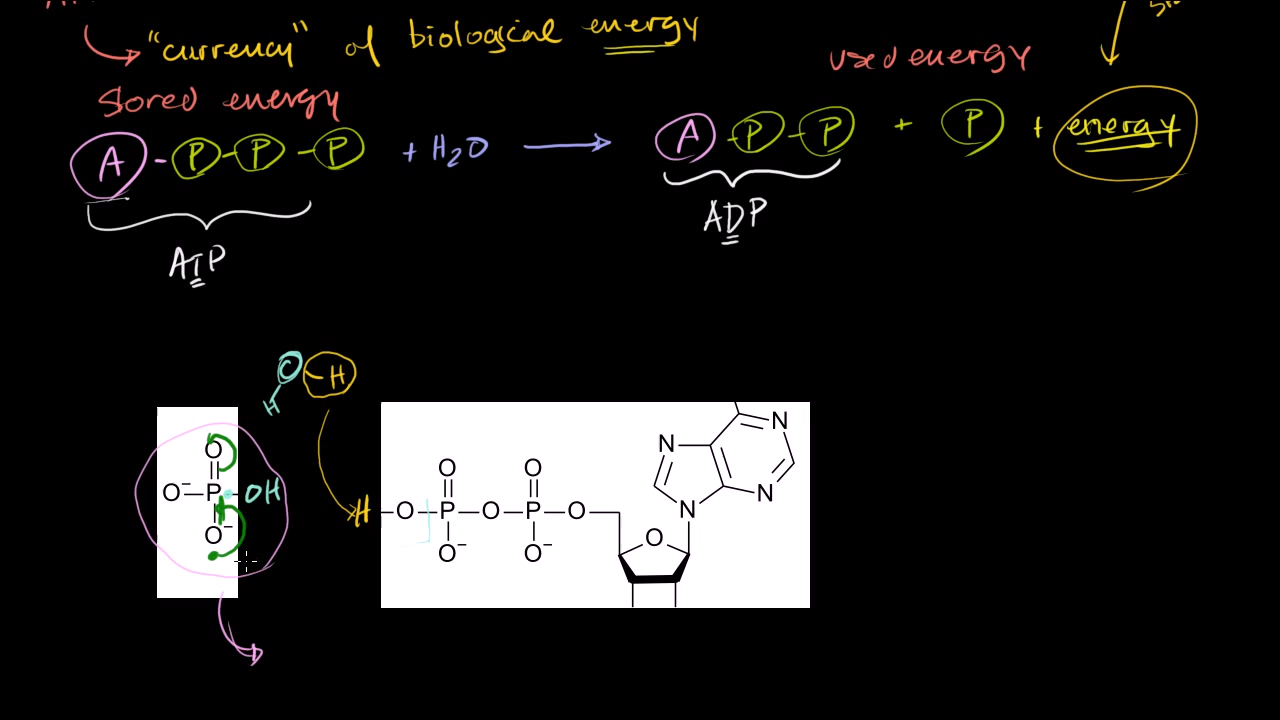 "currency" of biological energy
used energy
stored energy
A - P - P - P + H₂O → A - P - P + P + energy
ATP
ADP
O - H
H
O
O⁻ - P - OH
O⁻
O O
H - O - P - O - P - O
O⁻ O⁻
N N
N N
O